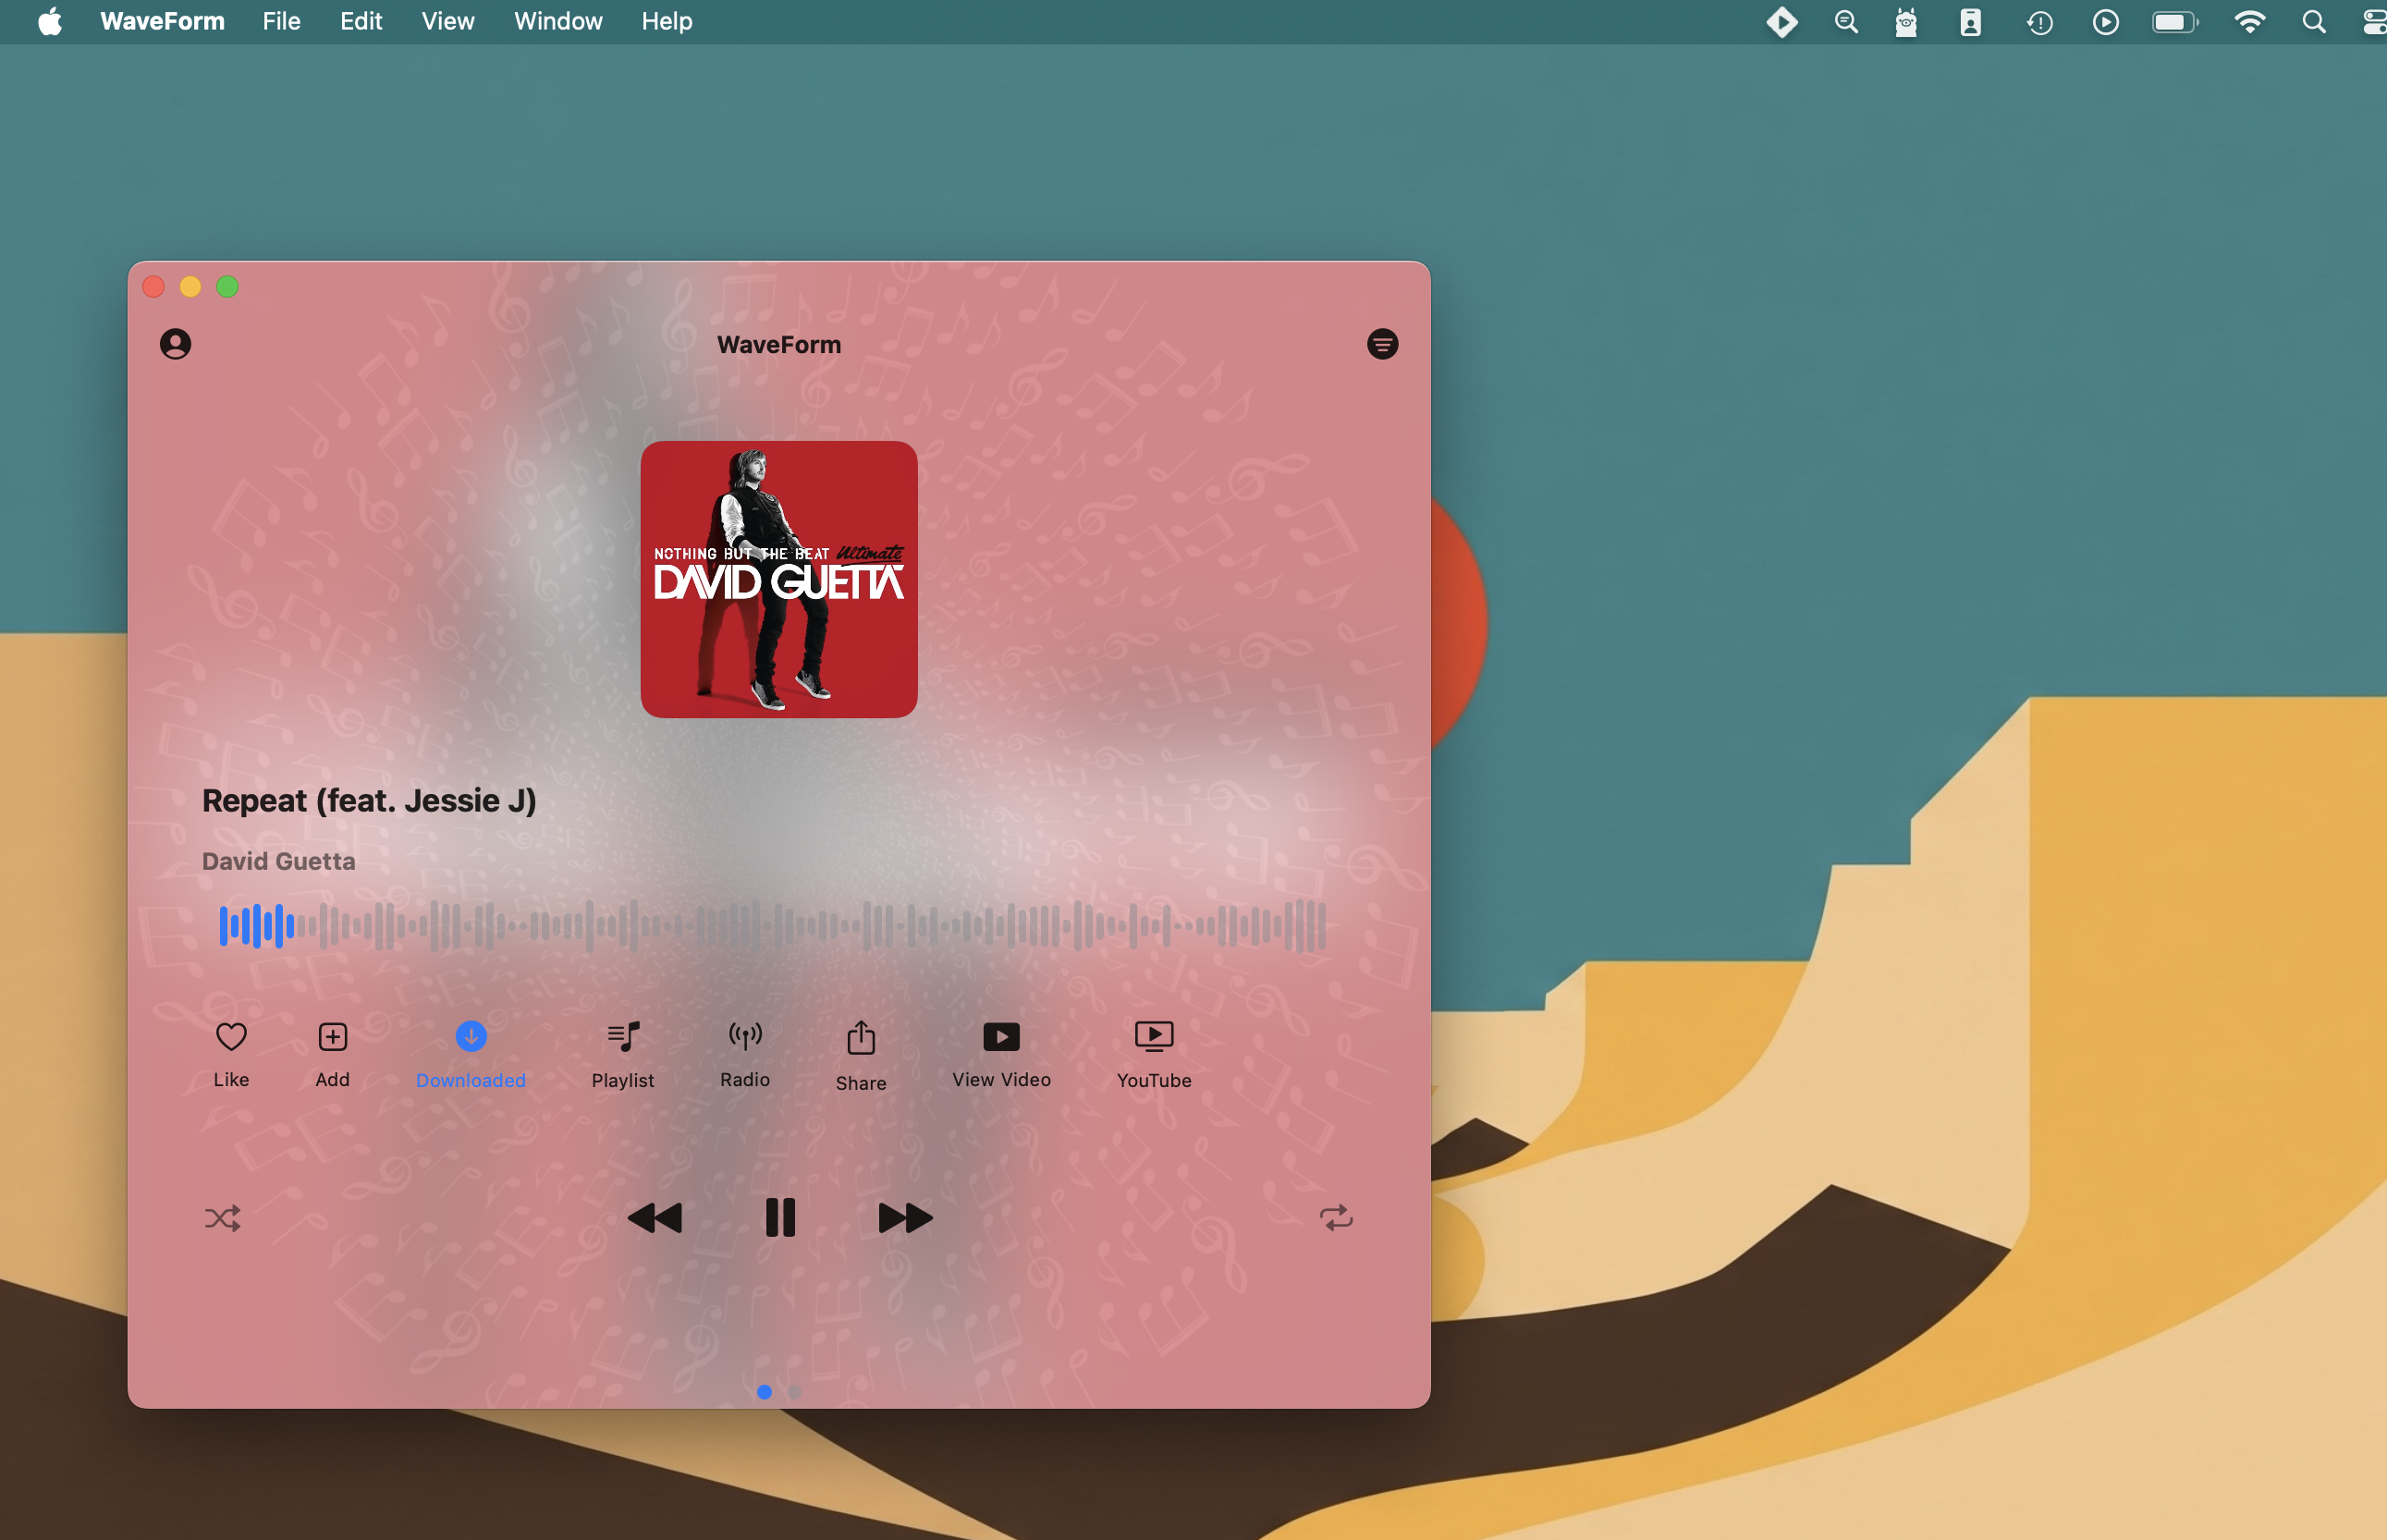 WaveForm File Edit View Window Help
WaveForm
NOTHING BUT THE BEAT Ultimate
DAVID GUETTA
Repeat (feat. Jessie J)
David Guetta
Like Add Downloaded Playlist Radio Share View Video YouTube